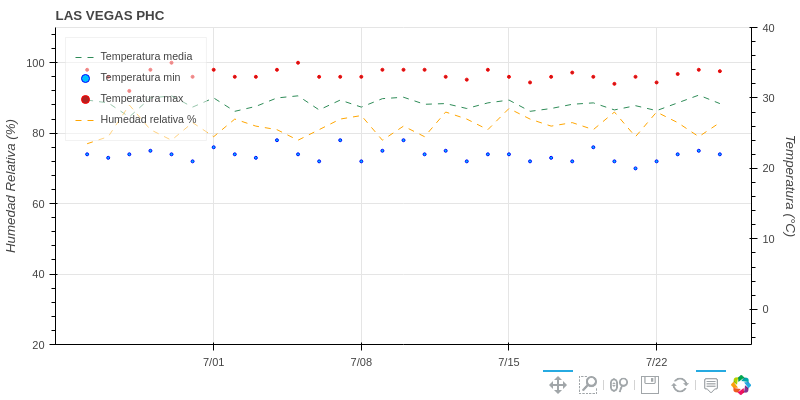 LAS VEGAS PHC
Temperatura media
Temperatura min
Temperatura max
Humedad relativa %
Humedad Relativa (%)
100
80
60
40
20
40
30
20
10
0
Temperatura (°C)
7/01
7/08
7/15
7/22